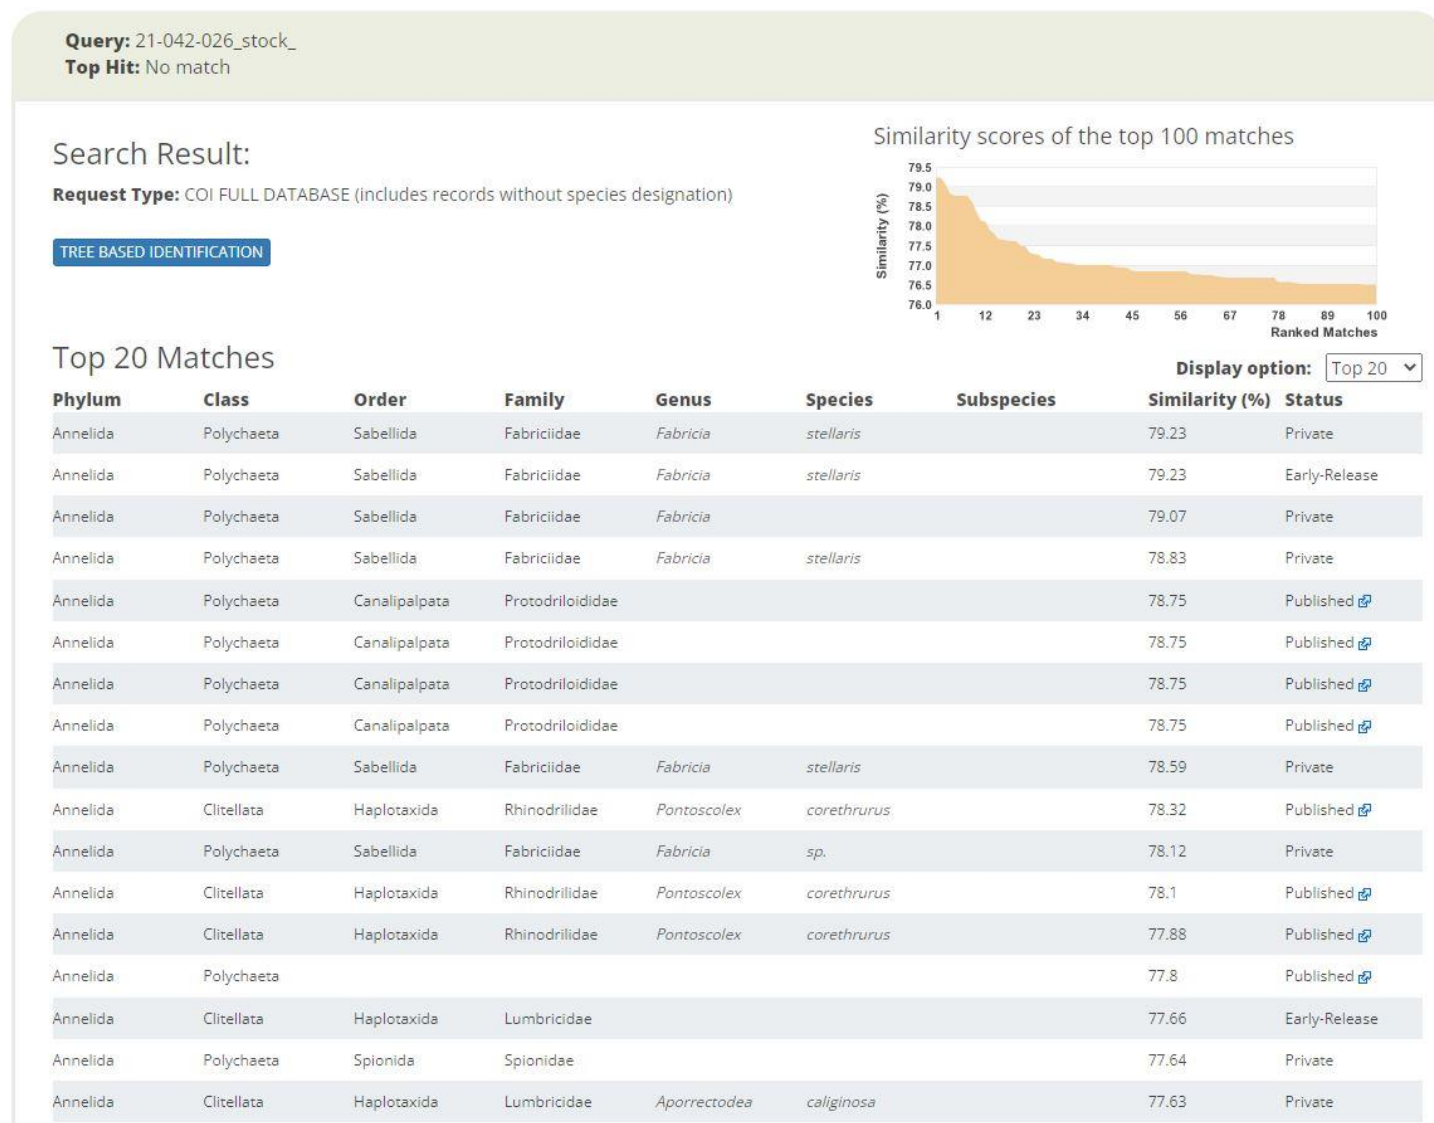 Query: 21-042-026_stock_
Top Hit: No match
Search Result:
Request Type: COI FULL DATABASE (includes records without species designation)
TREE BASED IDENTIFICATION
Similarity scores of the top 100 matches
Similarity (%)
79.5
79.0
78.5
78.0
77.5
77.0
76.5
76.0
1 12 23 34 45 56 67 78 89 100
Ranked Matches
Top 20 Matches
Display option: Top 20
Phylum Class Order Family Genus Species Subspecies Similarity (%) Status
Annelida Polychaeta Sabellida Fabriciidae Fabricia stellaris 79.23 Private
Annelida Polychaeta Sabellida Fabriciidae Fabricia stellaris 79.23 Early-Release
Annelida Polychaeta Sabellida Fabriciidae Fabricia 79.07 Private
Annelida Polychaeta Sabellida Fabriciidae Fabricia stellaris 78.83 Private
Annelida Polychaeta Canalipalpata Protodriloididae 78.75 Published
Annelida Polychaeta Canalipalpata Protodriloididae 78.75 Published
Annelida Polychaeta Canalipalpata Protodriloididae 78.75 Published
Annelida Polychaeta Canalipalpata Protodriloididae 78.75 Published
Annelida Polychaeta Sabellida Fabriciidae Fabricia stellaris 78.59 Private
Annelida Clitellata Haplotaxida Rhinodrilidae Pontoscolex corethrurus 78.32 Published
Annelida Polychaeta Sabellida Fabriciidae Fabricia sp. 78.12 Private
Annelida Clitellata Haplotaxida Rhinodrilidae Pontoscolex corethrurus 78.1 Published
Annelida Clitellata Haplotaxida Rhinodrilidae Pontoscolex corethrurus 77.88 Published
Annelida Polychaeta 77.8 Published
Annelida Clitellata Haplotaxida Lumbricidae 77.66 Early-Release
Annelida Polychaeta Spionida Spionidae 77.64 Private
Annelida Clitellata Haplotaxida Lumbricidae Aporrectodea caliginosa 77.63 Private